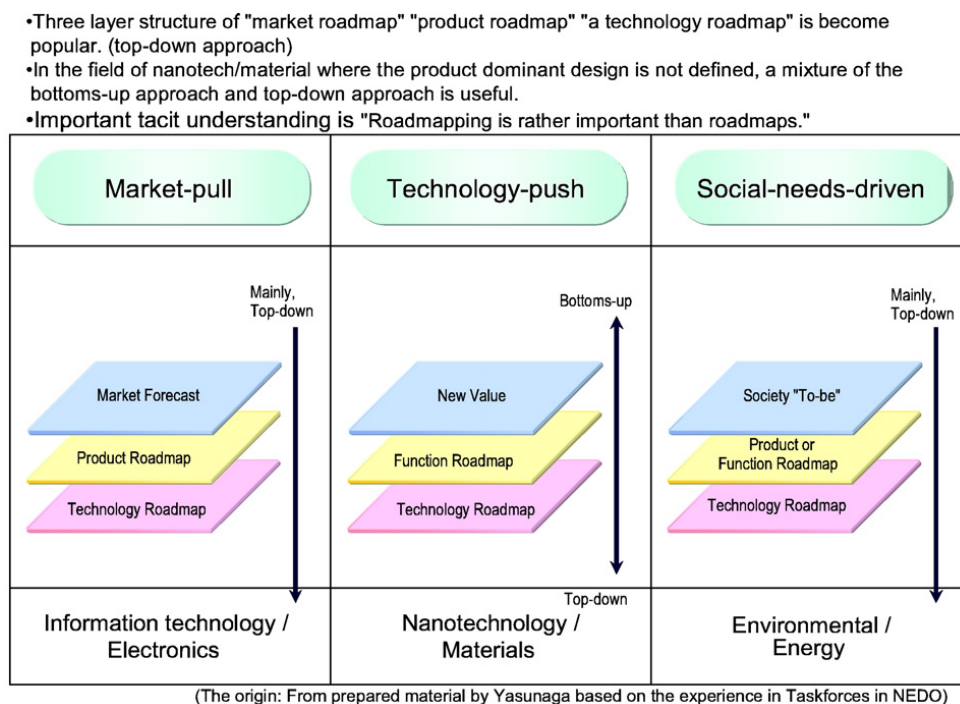 •Three layer structure of "market roadmap" "product roadmap" "a technology roadmap" is become
popular. (top-down approach)
•In the field of nanotech/material where the product dominant design is not defined, a mixture of the
bottoms-up approach and top-down approach is useful.
•Important tacit understanding is "Roadmapping is rather important than roadmaps."
Market-pull
Technology-push
Social-needs-driven
Mainly,
Top-down
Market Forecast
Product Roadmap
Technology Roadmap
Bottoms-up
New Value
Function Roadmap
Technology Roadmap
Top-down
Mainly,
Top-down
Society "To-be"
Product or
Function Roadmap
Technology Roadmap
Information technology /
Electronics
Nanotechnology /
Materials
Environmental /
Energy
(The origin: From prepared material by Yasunaga based on the experience in Taskforces in NEDO)